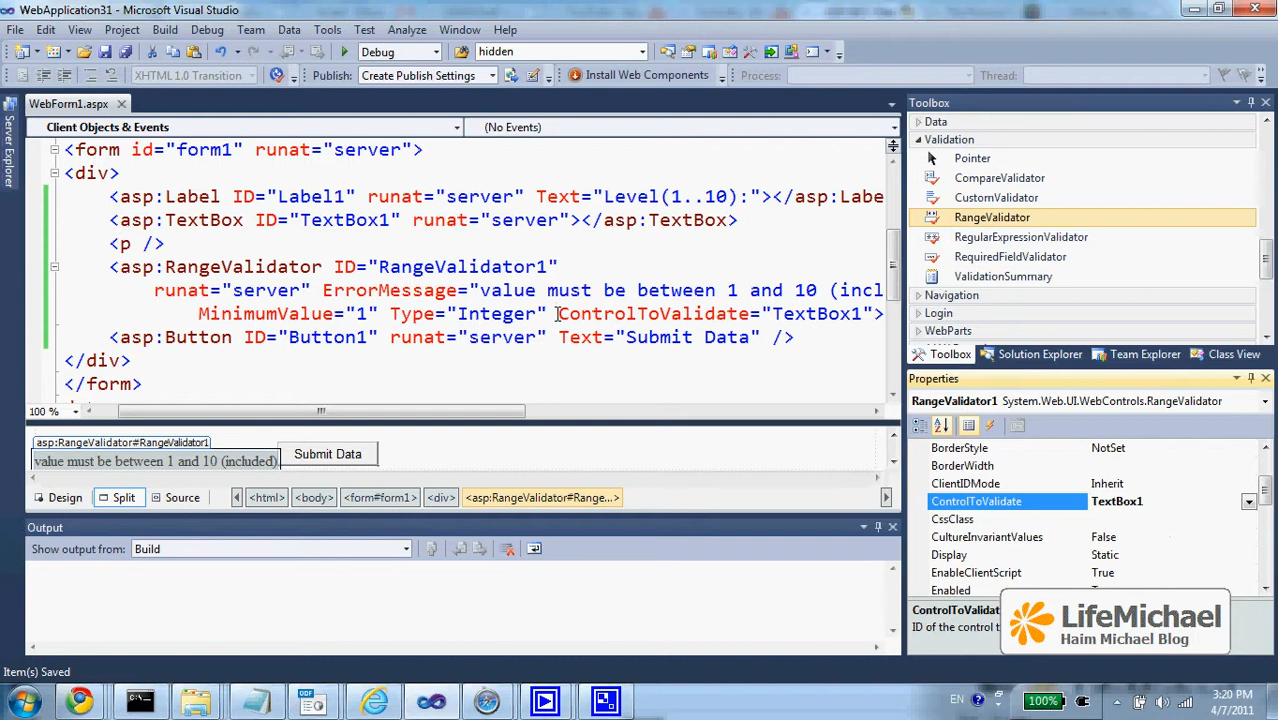 WebApplication31 - Microsoft Visual Studio
File Edit View Project Build Debug Team Data Tools Test Analyze Window Help
Debug hidden
XHTML 1.0 Transition Publish: Create Publish Settings Install Web Components Process: Thread:
WebForm1.aspx
Client Objects & Events (No Events)
<form id="form1" runat="server">
<div>
<asp:Label ID="Label1" runat="server" Text="Level(1..10):"></asp:Labe
<asp:TextBox ID="TextBox1" runat="server"></asp:TextBox>
<p />
<asp:RangeValidator ID="RangeValidator1"
runat="server" ErrorMessage="value must be between 1 and 10 (incl
MinimumValue="1" Type="Integer" ControlToValidate="TextBox1">
<asp:Button ID="Button1" runat="server" Text="Submit Data" />
</div>
</form>
100 %
asp:RangeValidator#RangeValidator1
value must be between 1 and 10 (included) Submit Data
Design Split Source <html> <body> <form#form1> <div> <asp:RangeValidator#Range...>
Output
Show output from: Build
Item(s) Saved
Server Explorer
Toolbox
Data
Validation
Pointer
CompareValidator
CustomValidator
RangeValidator
RegularExpressionValidator
RequiredFieldValidator
ValidationSummary
Navigation
Login
WebParts
Toolbox Solution Explorer Team Explorer Class View
Properties
RangeValidator1 System.Web.UI.WebControls.RangeValidator
BorderStyle NotSet
BorderWidth
ClientIDMode Inherit
ControlToValidate TextBox1
CssClass
CultureInvariantValues False
Display Static
EnableClientScript True
Enabled
ControlToValidat
ID of the control t
LifeMichael
Haim Michael Blog
ODF
EN 100% 3:20 PM
4/7/2011